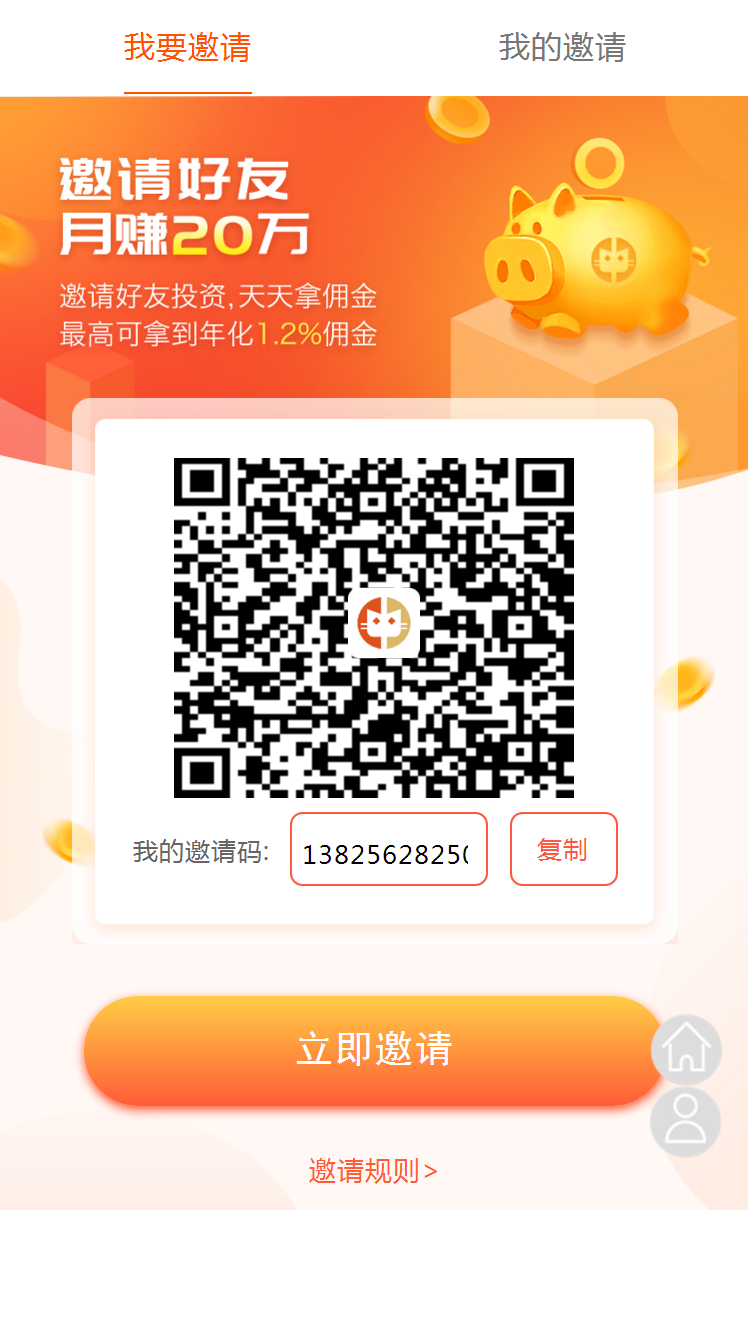 我要邀请
我的邀请
邀请好友
月赚20万
邀请好友投资,天天拿佣金
最高可拿到年化1.2%佣金
我的邀请码:
13825628250
复制
立即邀请
邀请规则>